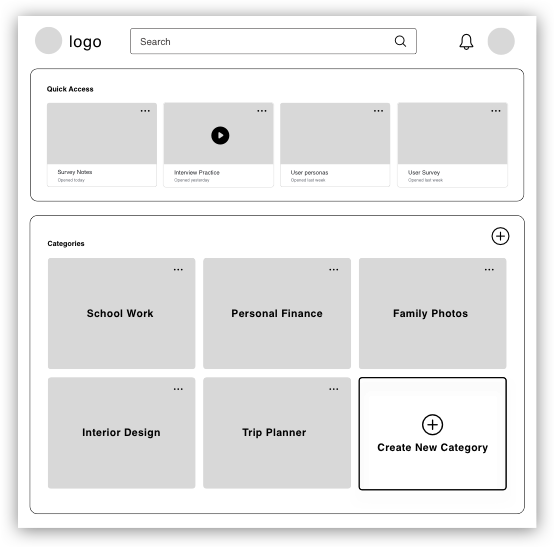 logo
Search
Quick Access
Survey Notes
Opened today
Interview Practice
Opened yesterday
User personas
Opened last week
User Survey
Opened last week
Categories
School Work
Personal Finance
Family Photos
Interior Design
Trip Planner
Create New Category